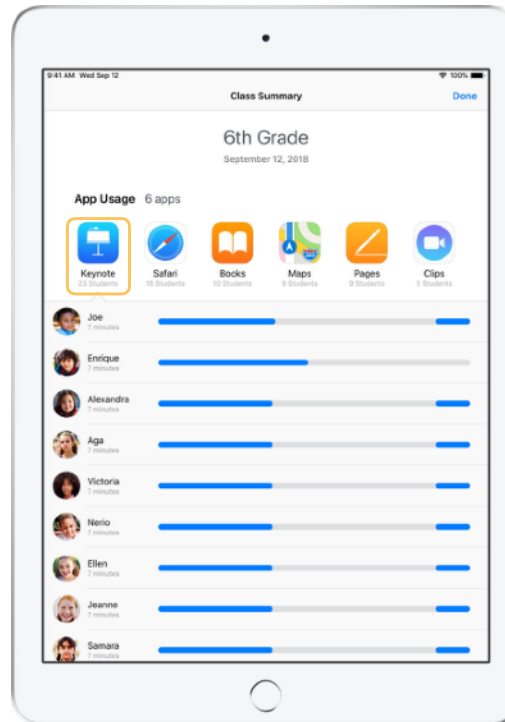 9:41 AM Wed Sep 12 100%
Class Summary Done
6th Grade
September 12, 2018
App Usage 6 apps
Keynote Safari Books Maps Pages Clips
23 Students 18 Students 10 Students 9 Students 9 Students 5 Students
Joe
7 minutes
Enrique
7 minutes
Alexandra
7 minutes
Aga
7 minutes
Victoria
7 minutes
Nerio
7 minutes
Ellen
7 minutes
Jeanne
7 minutes
Samara
7 minutes